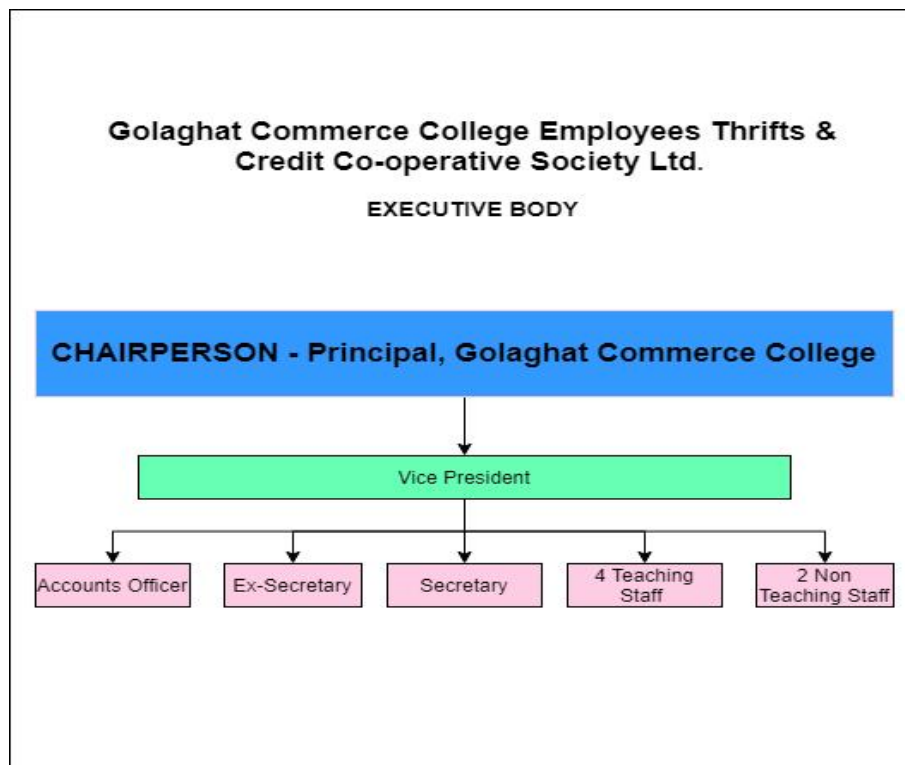 Golaghat Commerce College Employees Thrifts &
Credit Co-operative Society Ltd.
EXECUTIVE BODY
CHAIRPERSON - Principal, Golaghat Commerce College
Vice President
Accounts Officer
Ex-Secretary
Secretary
4 Teaching
Staff
2 Non
Teaching Staff